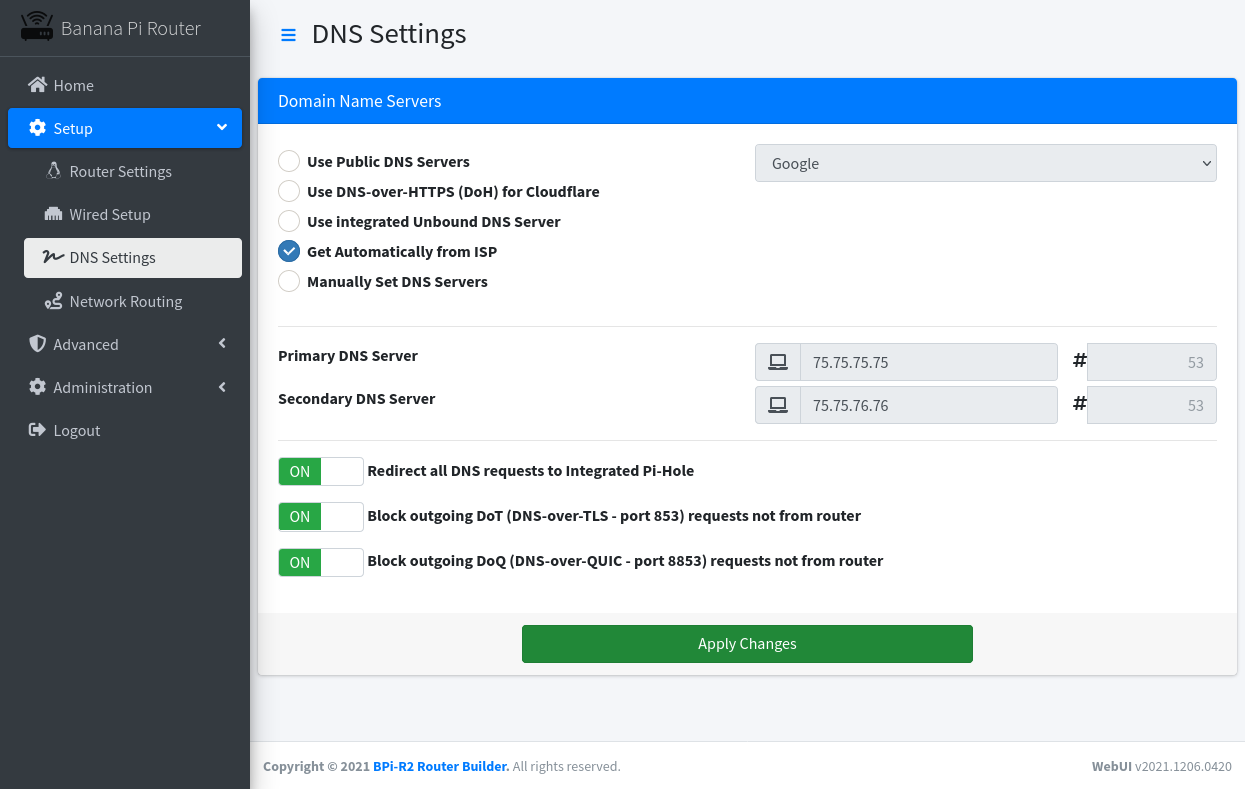 Banana Pi Router
Home
Setup
Router Settings
Wired Setup
DNS Settings
Network Routing
Advanced
Administration
Logout
DNS Settings
Domain Name Servers
Use Public DNS Servers
Google
Use DNS-over-HTTPS (DoH) for Cloudflare
Use integrated Unbound DNS Server
Get Automatically from ISP
Manually Set DNS Servers
Primary DNS Server 75.75.75.75 # 53
Secondary DNS Server 75.75.76.76 # 53
ON Redirect all DNS requests to Integrated Pi-Hole
ON Block outgoing DoT (DNS-over-TLS - port 853) requests not from router
ON Block outgoing DoQ (DNS-over-QUIC - port 8853) requests not from router
Apply Changes
Copyright © 2021 BPi-R2 Router Builder. All rights reserved.
WebUI v2021.1206.0420